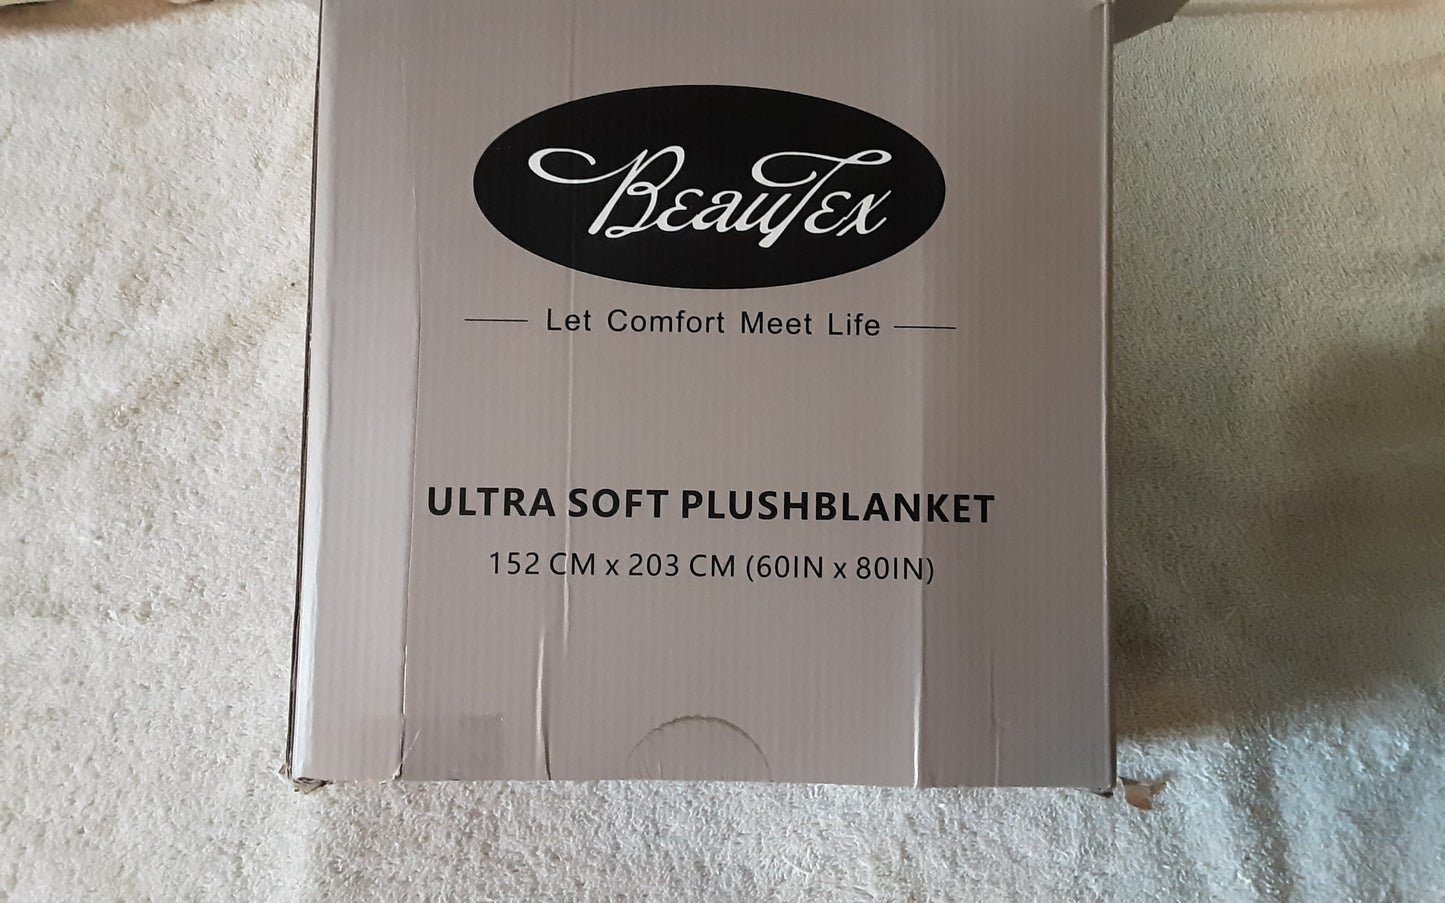 BeauTex
Let Comfort Meet Life
ULTRA SOFT PLUSHBLANKET
152 CM x 203 CM (60IN x 80IN)